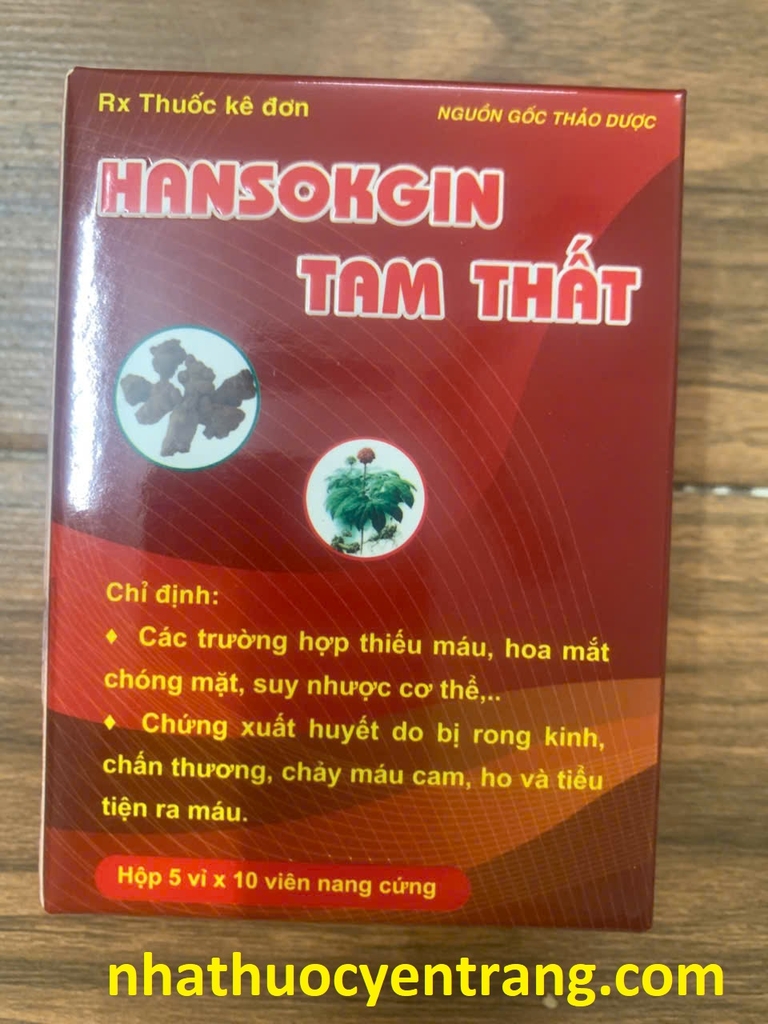 Rx Thuốc kê đơn
NGUỒN GỐC THẢO DƯỢC
HANSOKGIN
TAM THẤT
Chỉ định:
♦ Các trường hợp thiếu máu, hoa mắt
chóng mặt, suy nhược cơ thể,..
♦ Chứng xuất huyết do bị rong kinh,
chấn thương, chảy máu cam, ho và tiểu
tiện ra máu.
Hộp 5 vỉ x 10 viên nang cứng
nhathuocyentrang.com